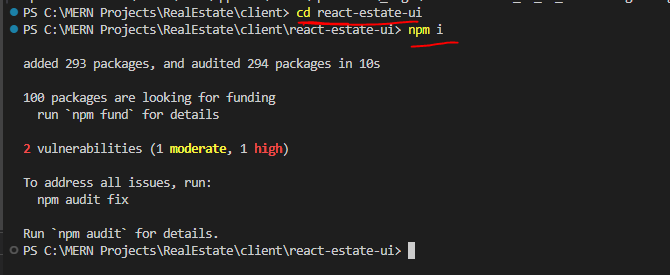 PS C:\MERN Projects\RealEstate\client> cd react-estate-ui
PS C:\MERN Projects\RealEstate\client\react-estate-ui> npm i
added 293 packages, and audited 294 packages in 10s
100 packages are looking for funding
run `npm fund` for details
2 vulnerabilities (1 moderate, 1 high)
To address all issues, run:
npm audit fix
Run `npm audit` for details.
PS C:\MERN Projects\RealEstate\client\react-estate-ui>